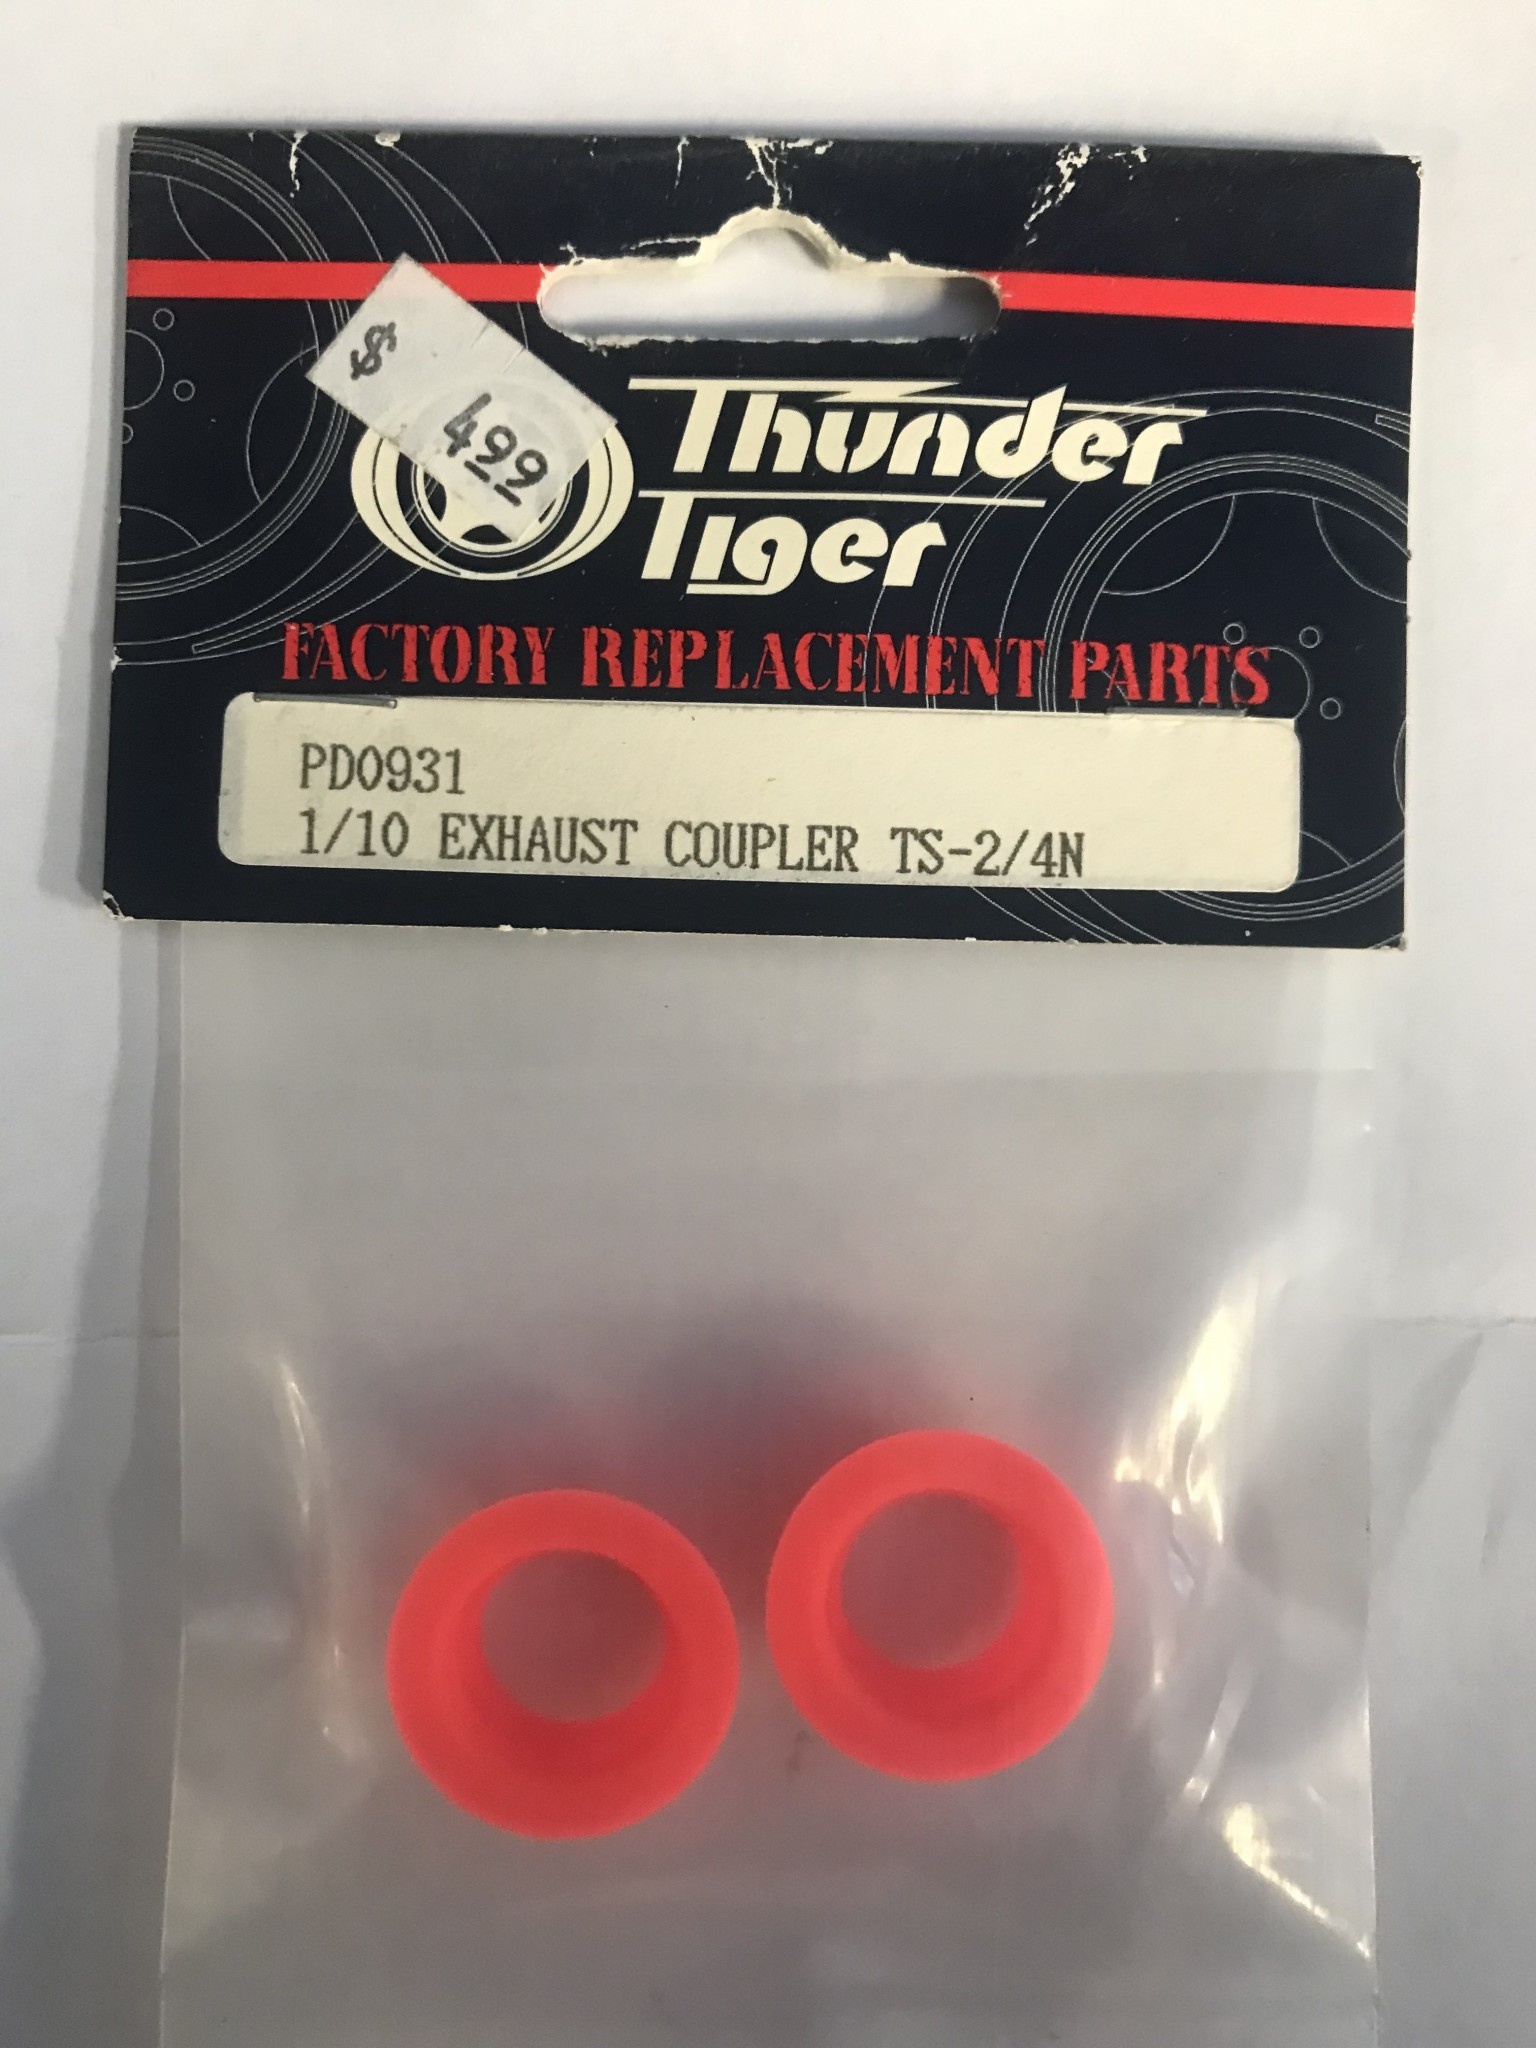 $ 499
Thunder
Tiger
FACTORY REPLACEMENT PARTS
PD0931
1/10 EXHAUST COUPLER TS-2/4N